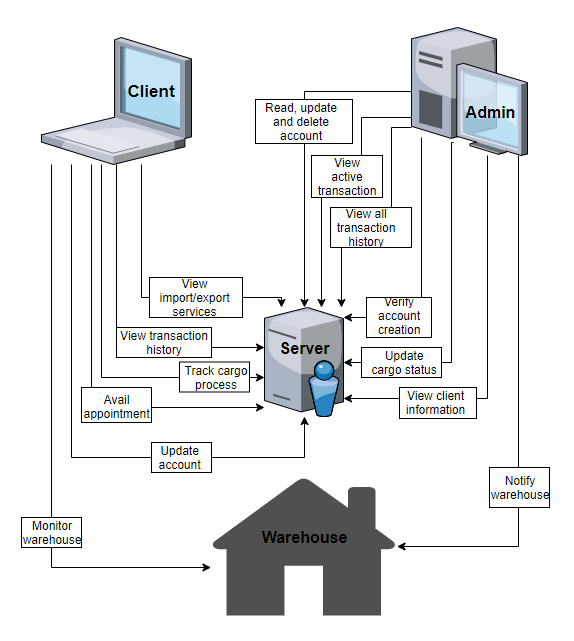 Client
Admin
Read, update
and delete
account
View
active
transaction
View all
transaction
history
View
import/export
services
Verify
account
creation
View transaction
history
Server
Update
cargo status
Track cargo
process
View client
information
Avail
appointment
Update
account
Notify
warehouse
Monitor
warehouse
Warehouse